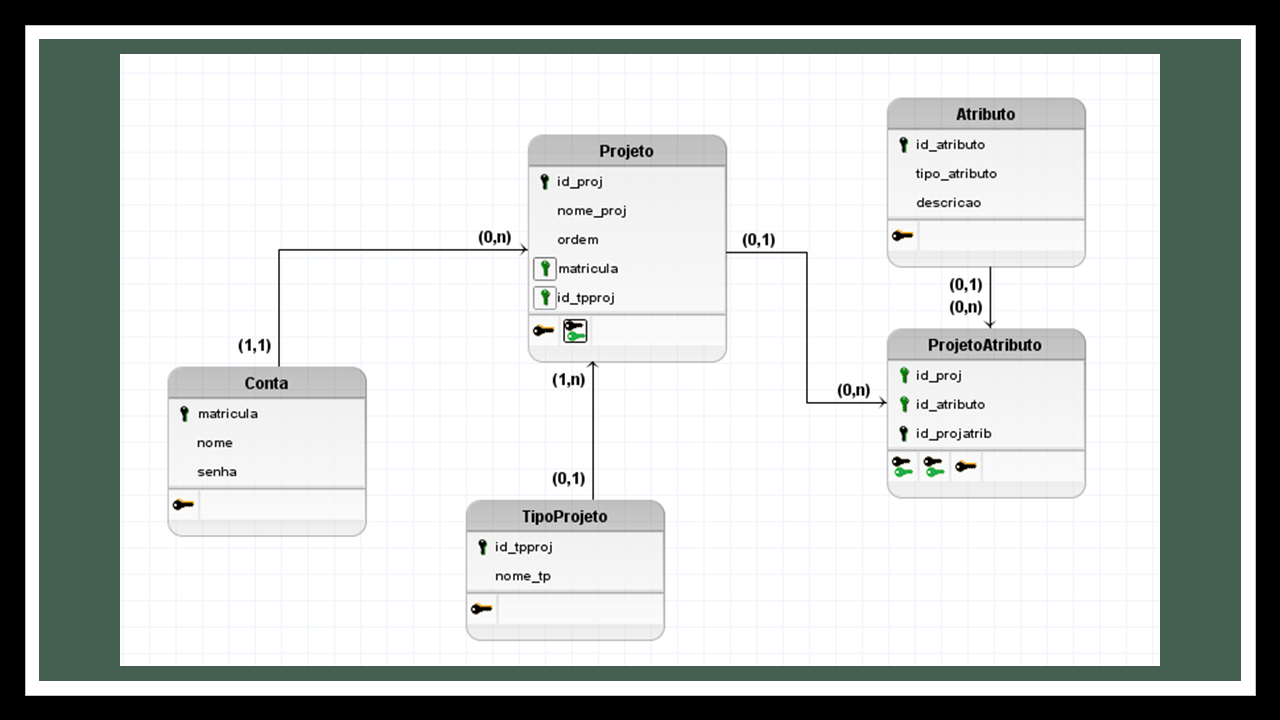 Atributo
id_atributo
tipo_atributo
descricao
Projeto
id_proj
nome_proj
ordem
matricula
id_tpproj
(0,n)
(0,1)
(0,1)
(0,n)
(1,1)
(1,n)
(0,n)
Conta
matricula
nome
senha
ProjetoAtributo
id_proj
id_atributo
id_projatrib
(0,1)
TipoProjeto
id_tpproj
nome_tp